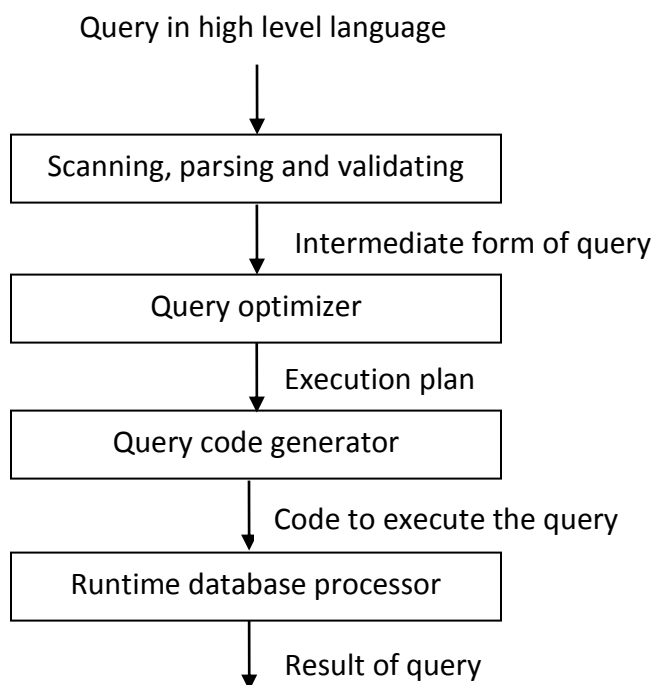 Query in high level language
Scanning, parsing and validating
Intermediate form of query
Query optimizer
Execution plan
Query code generator
Code to execute the query
Runtime database processor
Result of query